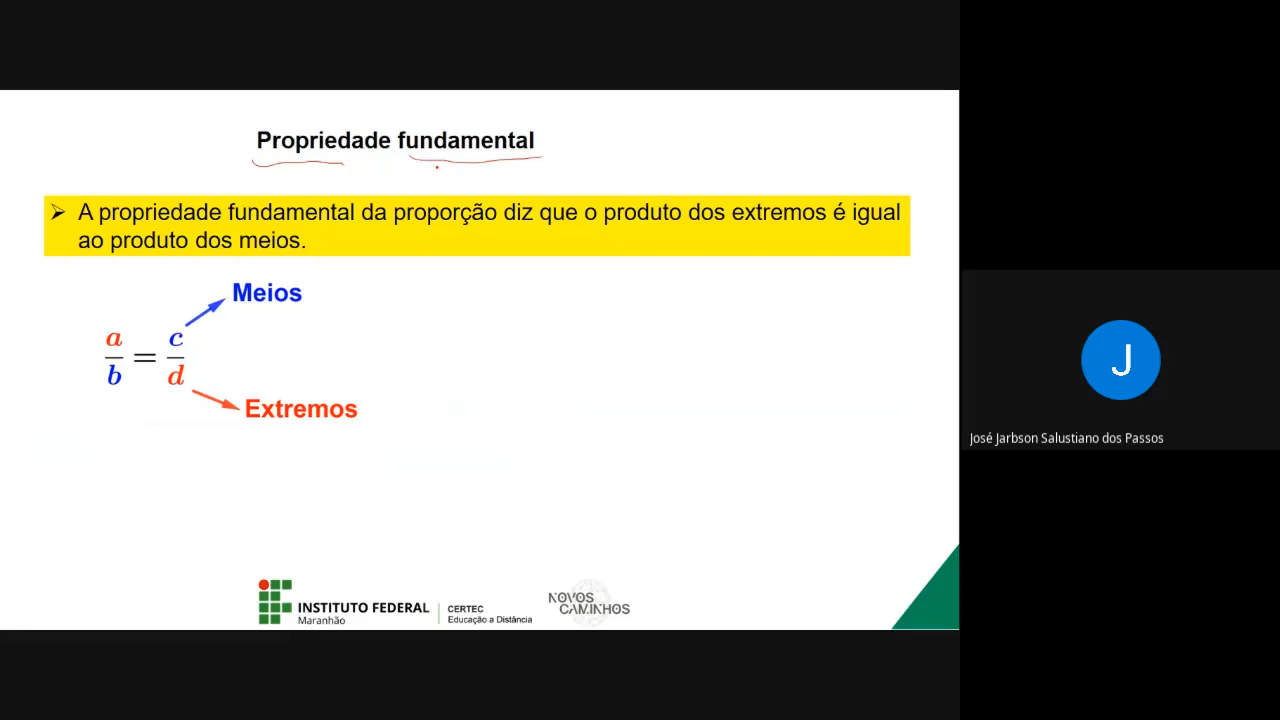 Propriedade fundamental
➢ A propriedade fundamental da proporção diz que o produto dos extremos é igual
ao produto dos meios.
Meios
a/b = c/d
Extremos
INSTITUTO FEDERAL
Maranhão
CERTEC
Educação a Distância
NOVOS
CAMINHOS
J
José Jarbson Salustiano dos Passos